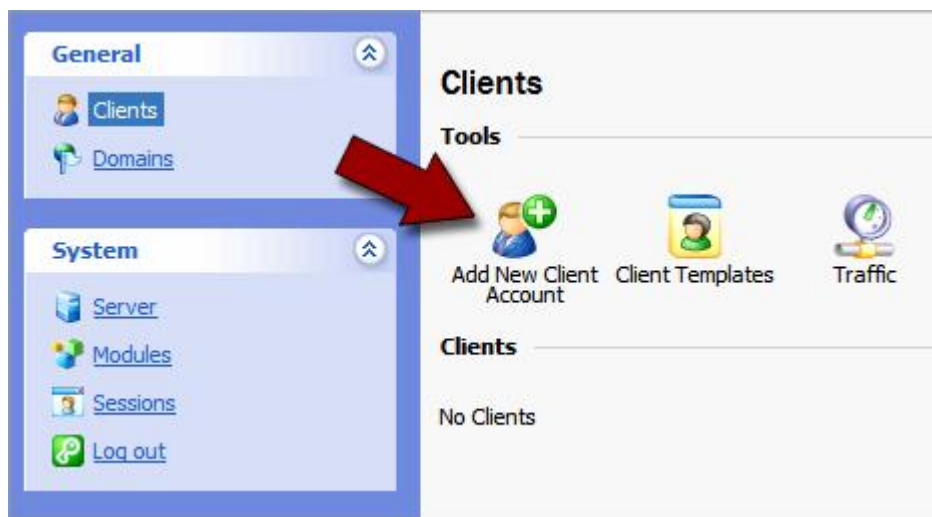 General
Clients
Domains
System
Server
Modules
Sessions
Log out
Clients
Tools
Add New Client
Account
Client Templates
Traffic
Clients
No Clients